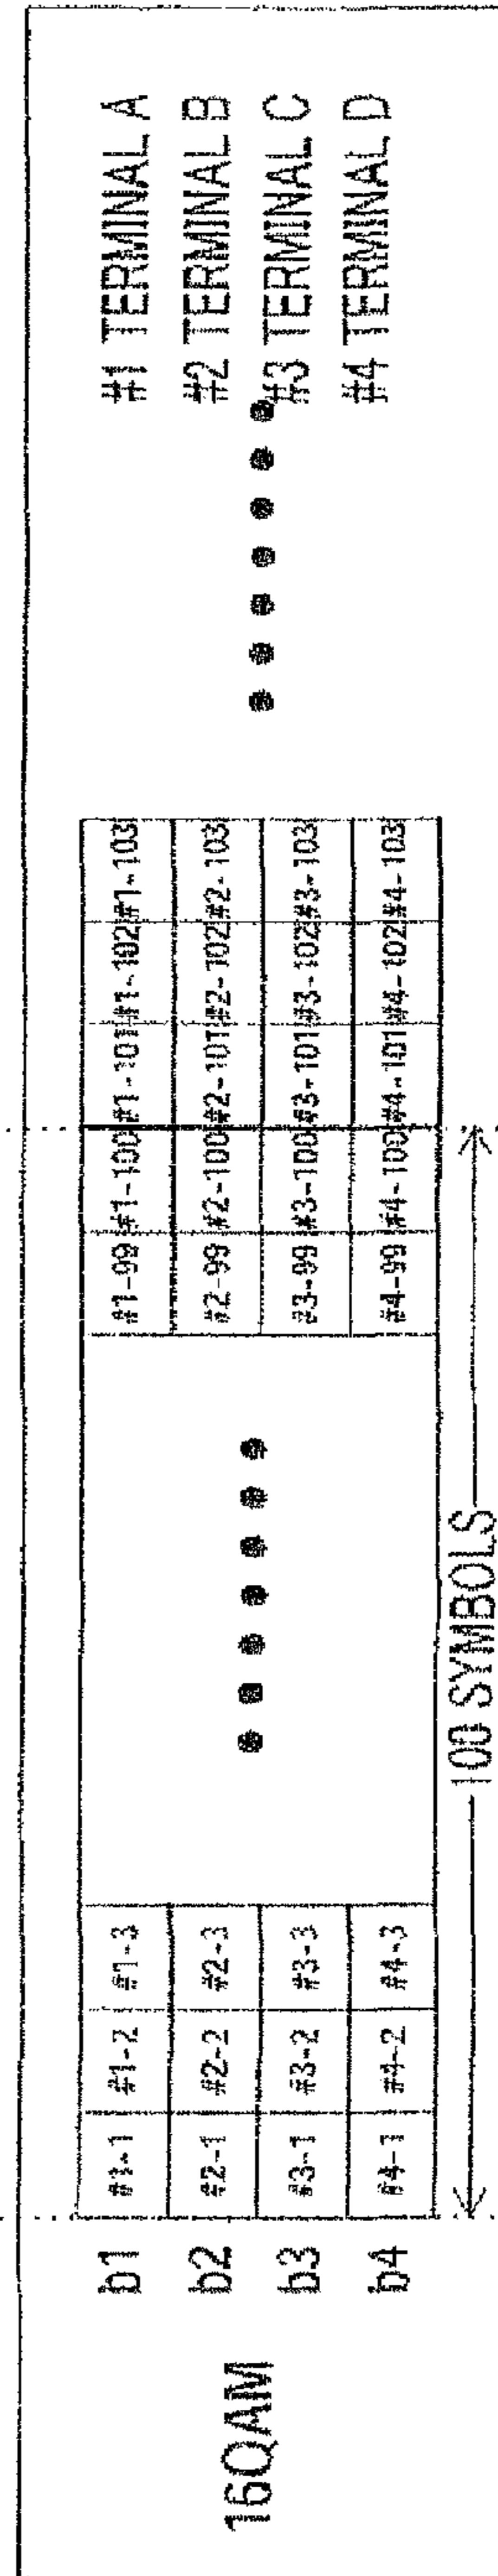 16QAM
b1 #1-1 #1-2 #1-3 #1-99 #1-100 #1-101 #1-102 #1-103
b2 #2-1 #2-2 #2-3 #2-99 #2-100 #2-101 #2-102 #2-103
b3 #3-1 #3-2 #3-3 #3-99 #3-100 #3-101 #3-102 #3-103
b4 #4-1 #4-2 #4-3 #4-99 #4-100 #4-101 #4-102 #4-103
100 SYMBOLS
#1 TERMINAL A
#2 TERMINAL B
#3 TERMINAL C
#4 TERMINAL D